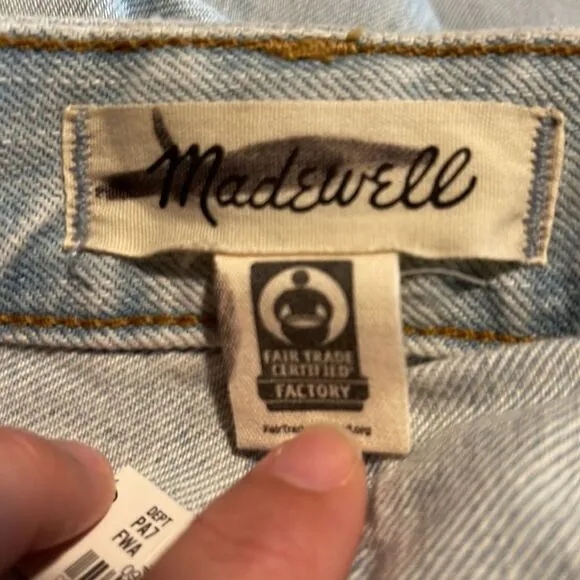 Madewell
FAIR TRADE
CERTIFIED
FACTORY
DEPT
PA7
FWA